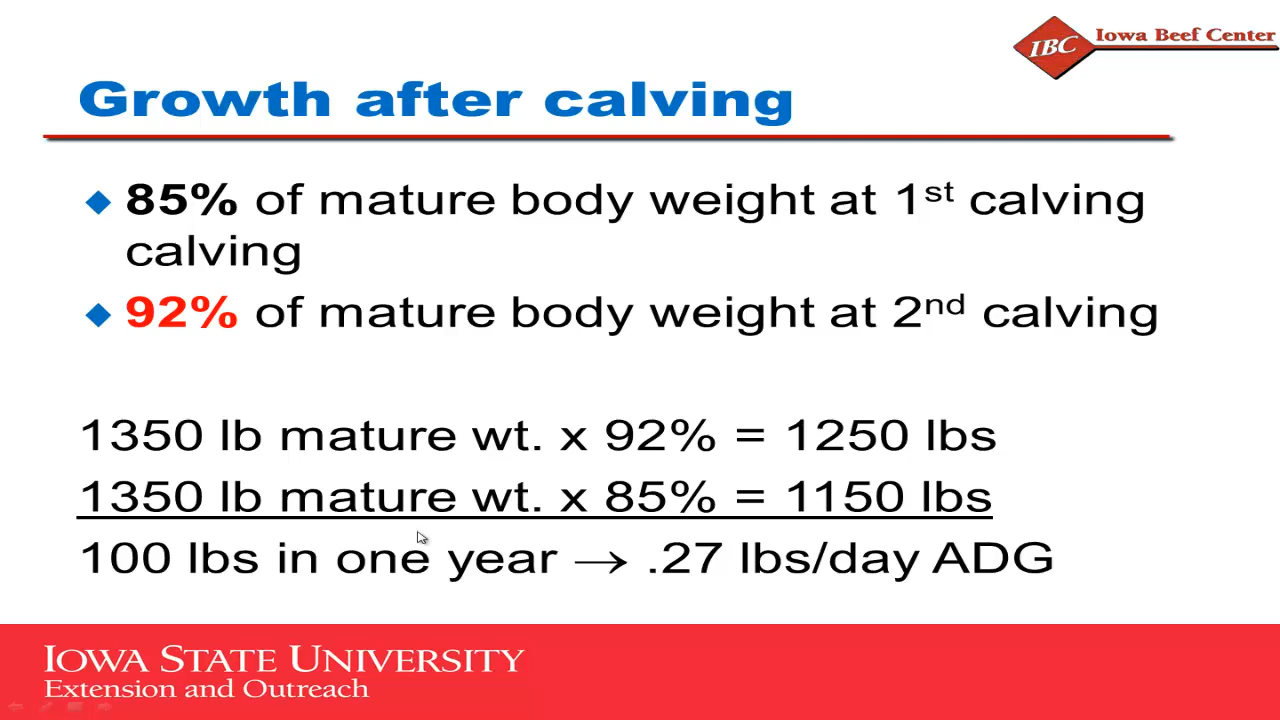 IBC Iowa Beef Center
Growth after calving
85% of mature body weight at 1st calving
calving
92% of mature body weight at 2nd calving
1350 lb mature wt. x 92% = 1250 lbs
1350 lb mature wt. x 85% = 1150 lbs
100 lbs in one year → .27 lbs/day ADG
IOWA STATE UNIVERSITY
Extension and Outreach